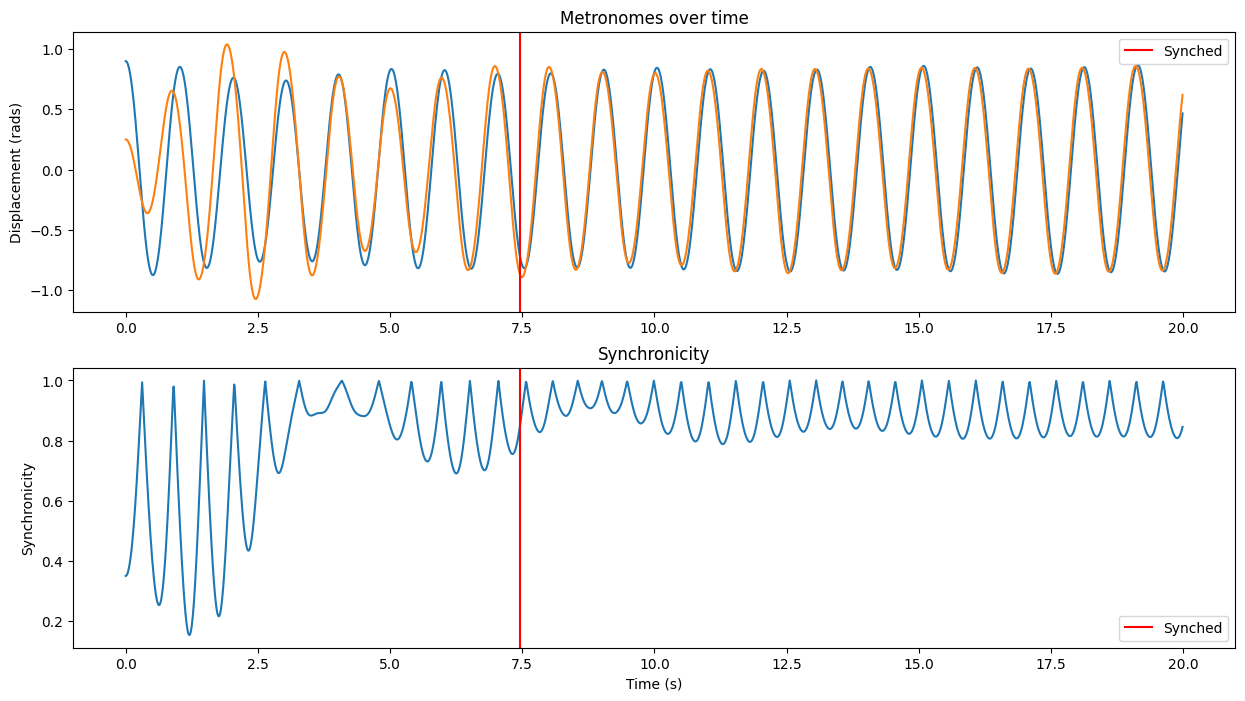 Metronomes over time
Displacement (rads)
1.0
0.5
0.0
−0.5
−1.0
Synched
0.0 2.5 5.0 7.5 10.0 12.5 15.0 17.5 20.0
Synchronicity
Synchronicity
1.0
0.8
0.6
0.4
0.2
Synched
0.0 2.5 5.0 7.5 10.0 12.5 15.0 17.5 20.0
Time (s)